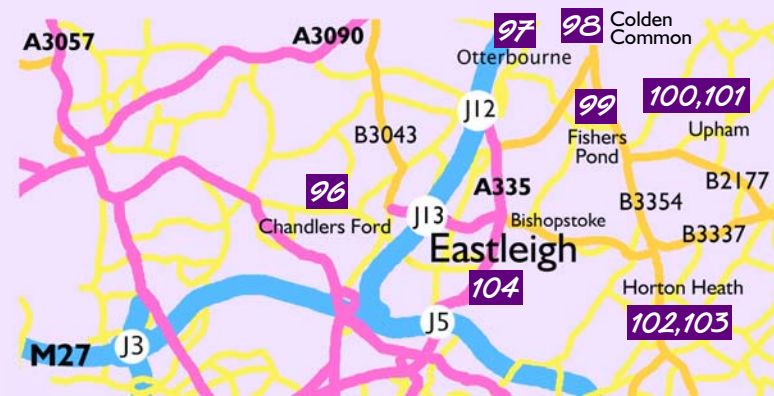 97
98 Colden
Common
A3057
A3090
Otterbourne
99
100,101
J12
Fishers
Pond
Upham
B3043
96
A335
B2177
B3354
J13
Chandlers Ford
Bishopstoke
B3337
Eastleigh
104
Horton Heath
102,103
J5
J3
M27